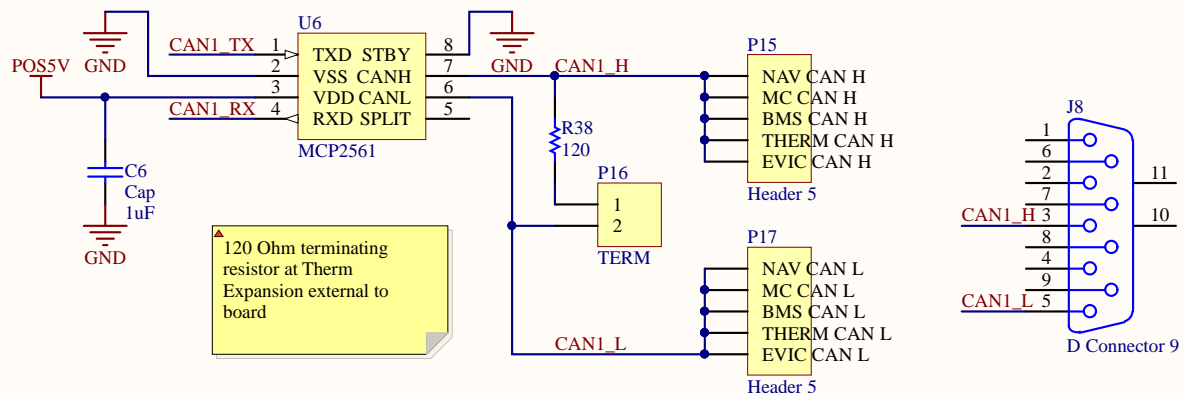 U6
CAN1_TX
1
TXD STBY
8
GND
GND
POS5V
2
VSS CANH
7
CAN1_H
3
VDD CANL
6
CAN1_RX
4
RXD SPLIT
5
MCP2561
C6
Cap
1uF
GND
R38
120
P16
1
2
TERM
120 Ohm terminating
resistor at Therm
Expansion external to
board
P15
NAV CAN H
MC CAN H
BMS CAN H
THERM CAN H
EVIC CAN H
Header 5
P17
NAV CAN L
MC CAN L
BMS CAN L
THERM CAN L
EVIC CAN L
CAN1_L
Header 5
J8
1
6
2
11
7
CAN1_H
3
10
8
4
9
CAN1_L
5
D Connector 9